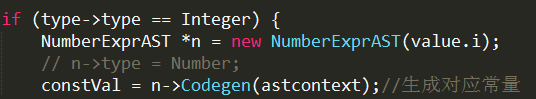 if (type->type == Integer) {
    NumberExprAST *n = new NumberExprAST(value.i);
    // n->type = Number;
    constVal = n->Codegen(astcontext);//生成对应常量